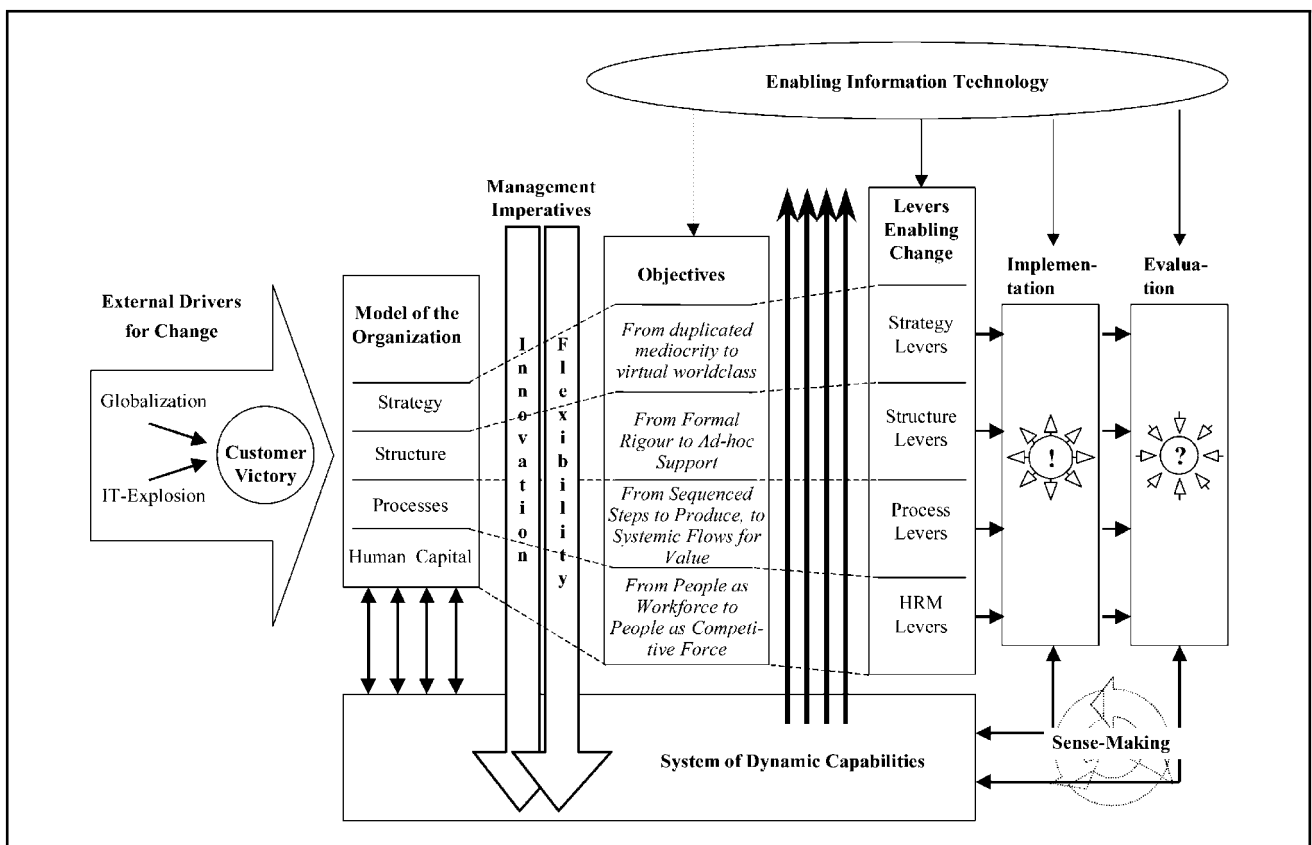 Enabling Information Technology
Management
Imperatives
Innovation
Flexibility
External Drivers
for Change
Globalization
IT-Explosion
Customer
Victory
Model of the
Organization
Strategy
Structure
Processes
Human Capital
Objectives
From duplicated
mediocrity to
virtual worldclass
From Formal
Rigour to Ad-hoc
Support
From Sequenced
Steps to Produce, to
Systemic Flows for
Value
From People as
Workforce to
People as Competi-
tive Force
Levers
Enabling
Change
Strategy
Levers
Structure
Levers
Process
Levers
HRM
Levers
Implemen-
tation
!
Evalua-
tion
?
System of Dynamic Capabilities
Sense-Making